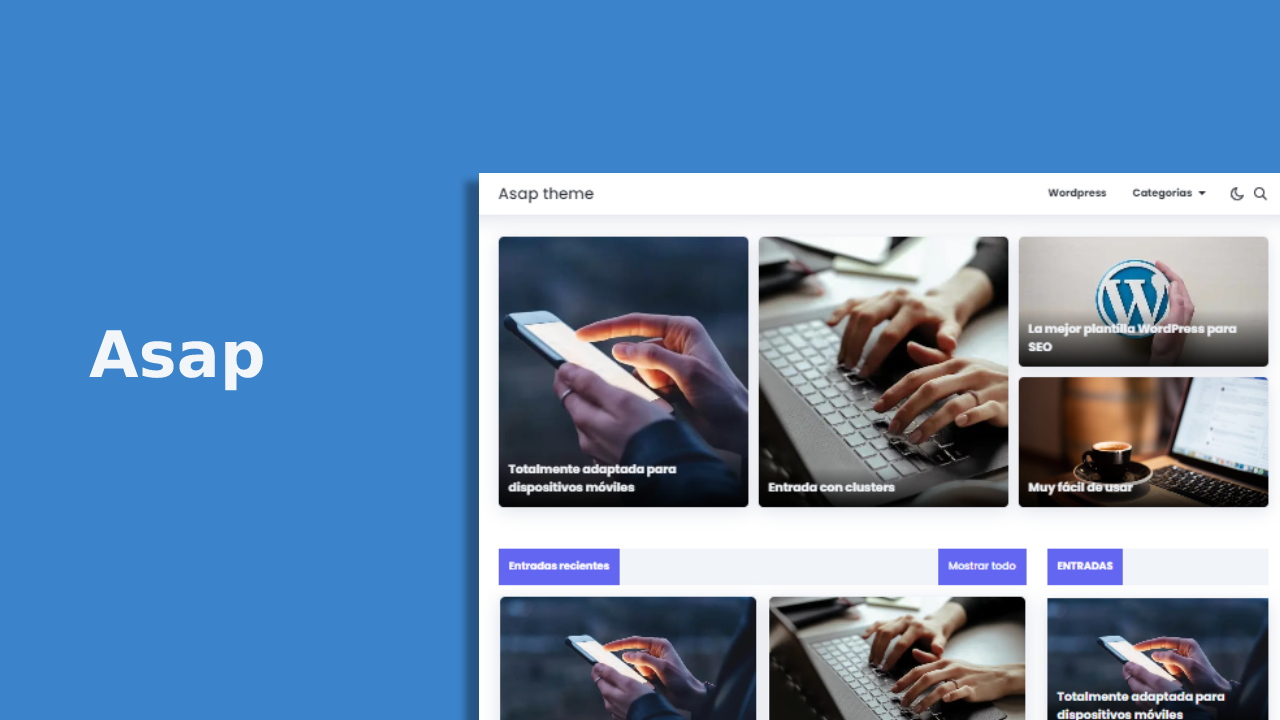 Asap
Asap theme
Wordpress
Categorias
La mejor plantilla WordPress para
SEO
Totalmente adaptada para
dispositivos móviles
Entrada con clusters
Muy fácil de usar
Entradas recientes
Mostrar todo
ENTRADAS
Totalmente adaptada para
dispositivos móviles